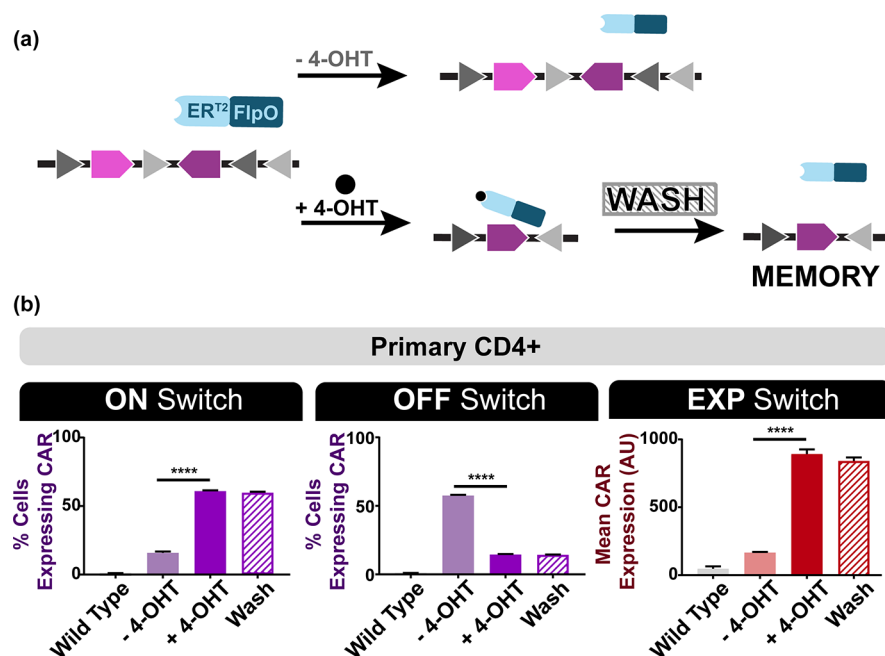 (a)
- 4-OHT
ERT2 FlpO
+ 4-OHT
WASH
MEMORY
(b)
Primary CD4+
ON Switch
OFF Switch
EXP Switch
% Cells
Expressing CAR
100
50
0
****
Wild Type
- 4-OHT
+ 4-OHT
Wash
% Cells
Expressing CAR
100
50
0
****
Wild Type
- 4-OHT
+ 4-OHT
Wash
Mean CAR
Expression (AU)
1000
500
0
****
Wild Type
- 4-OHT
+ 4-OHT
Wash